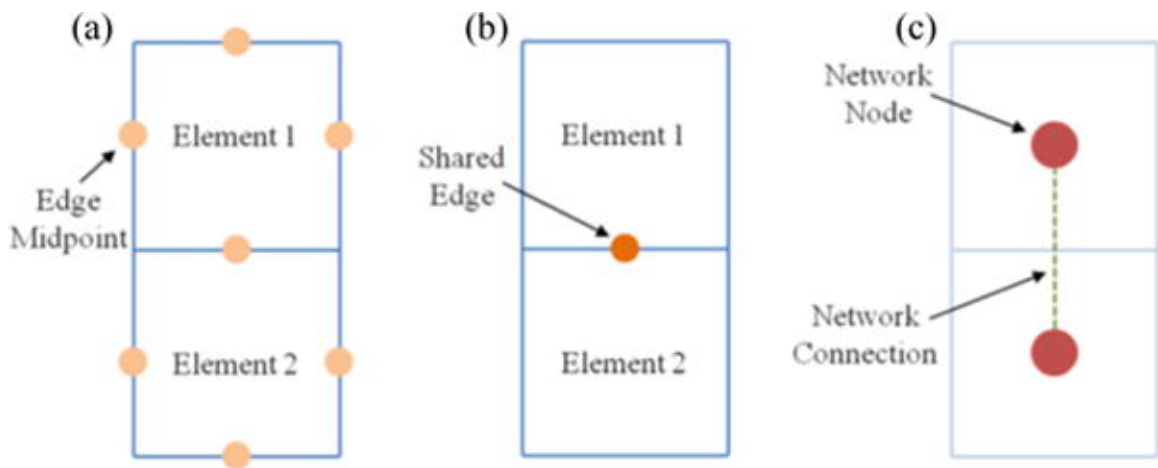 (a)
Element 1
Edge
Midpoint
Element 2
(b)
Element 1
Shared
Edge
Element 2
(c)
Network
Node
Network
Connection